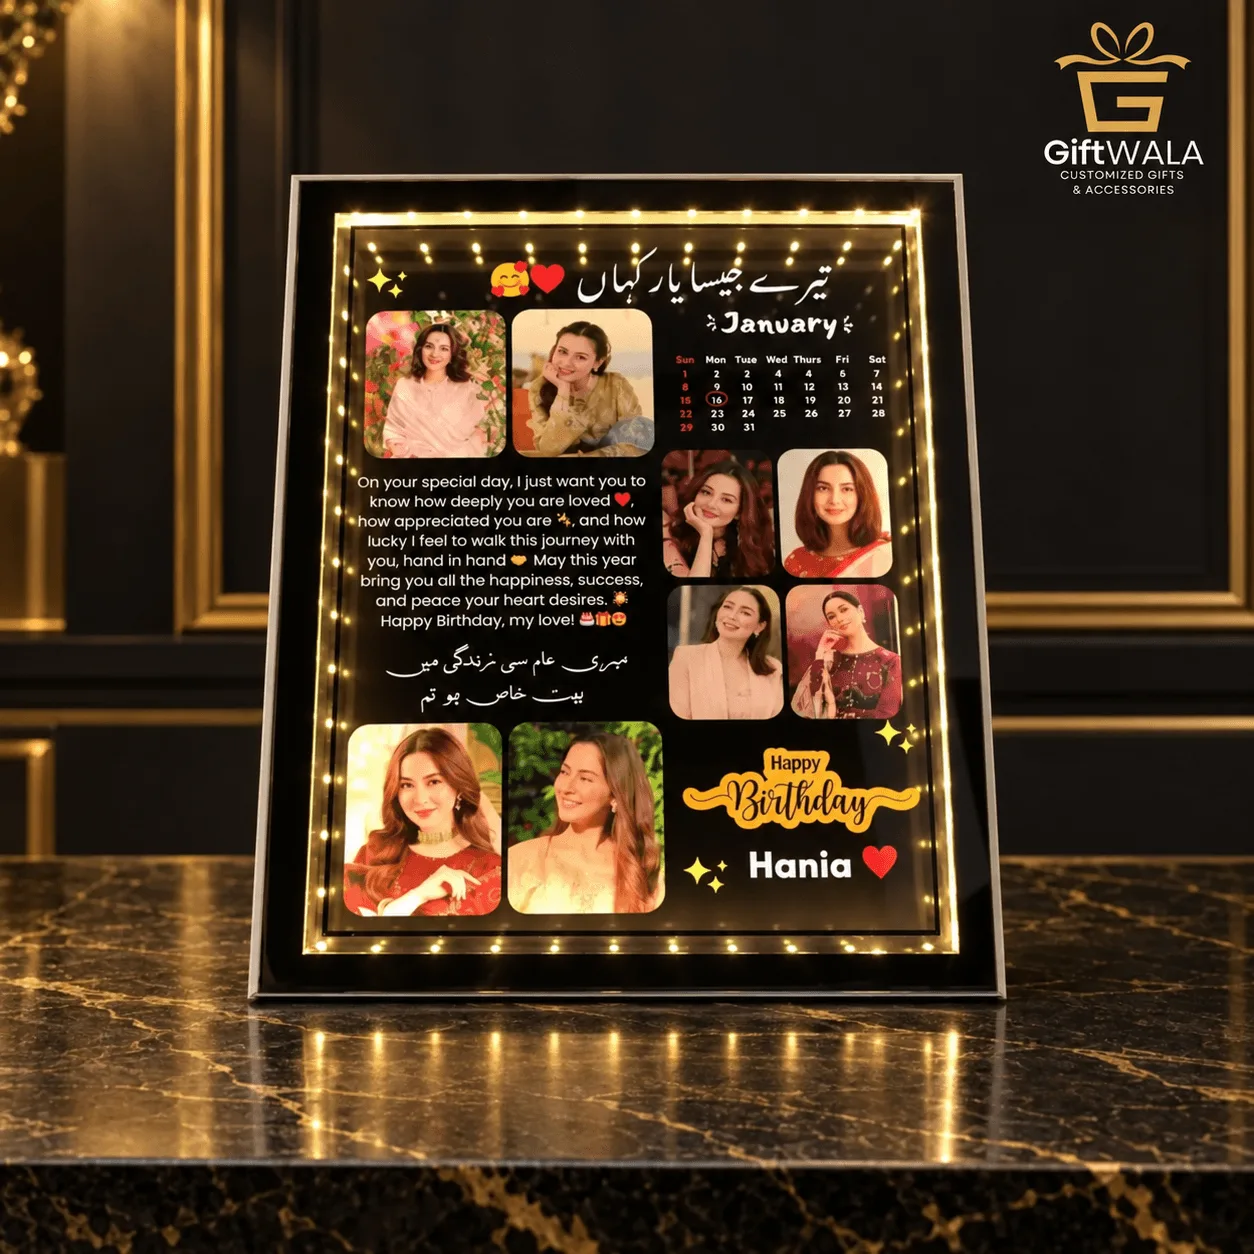 GiftWALA
CUSTOMIZED GIFTS
& ACCESSORIES
تیرے جیسا یار کہاں 🥰❤️
January
Sun Mon Tuue Wed Thurs Fri Sat
1 2 2 4 4 6 7
8 9 10 11 12 13 14
15 16 17 18 19 20 21
22 23 24 25 26 27 28
29 30 31
On your special day, I just want you to
know how deeply you are loved ❤️,
how appreciated you are ✨, and how
lucky I feel to walk this journey with
you, hand in hand 🤝 May this year
bring you all the happiness, success,
and peace your heart desires. 🌟
Happy Birthday, my love! 🎂🎁😍
میری عام سی زندگی میں
بہت خاص ہو تم
Happy
Birthday
Hania ❤️